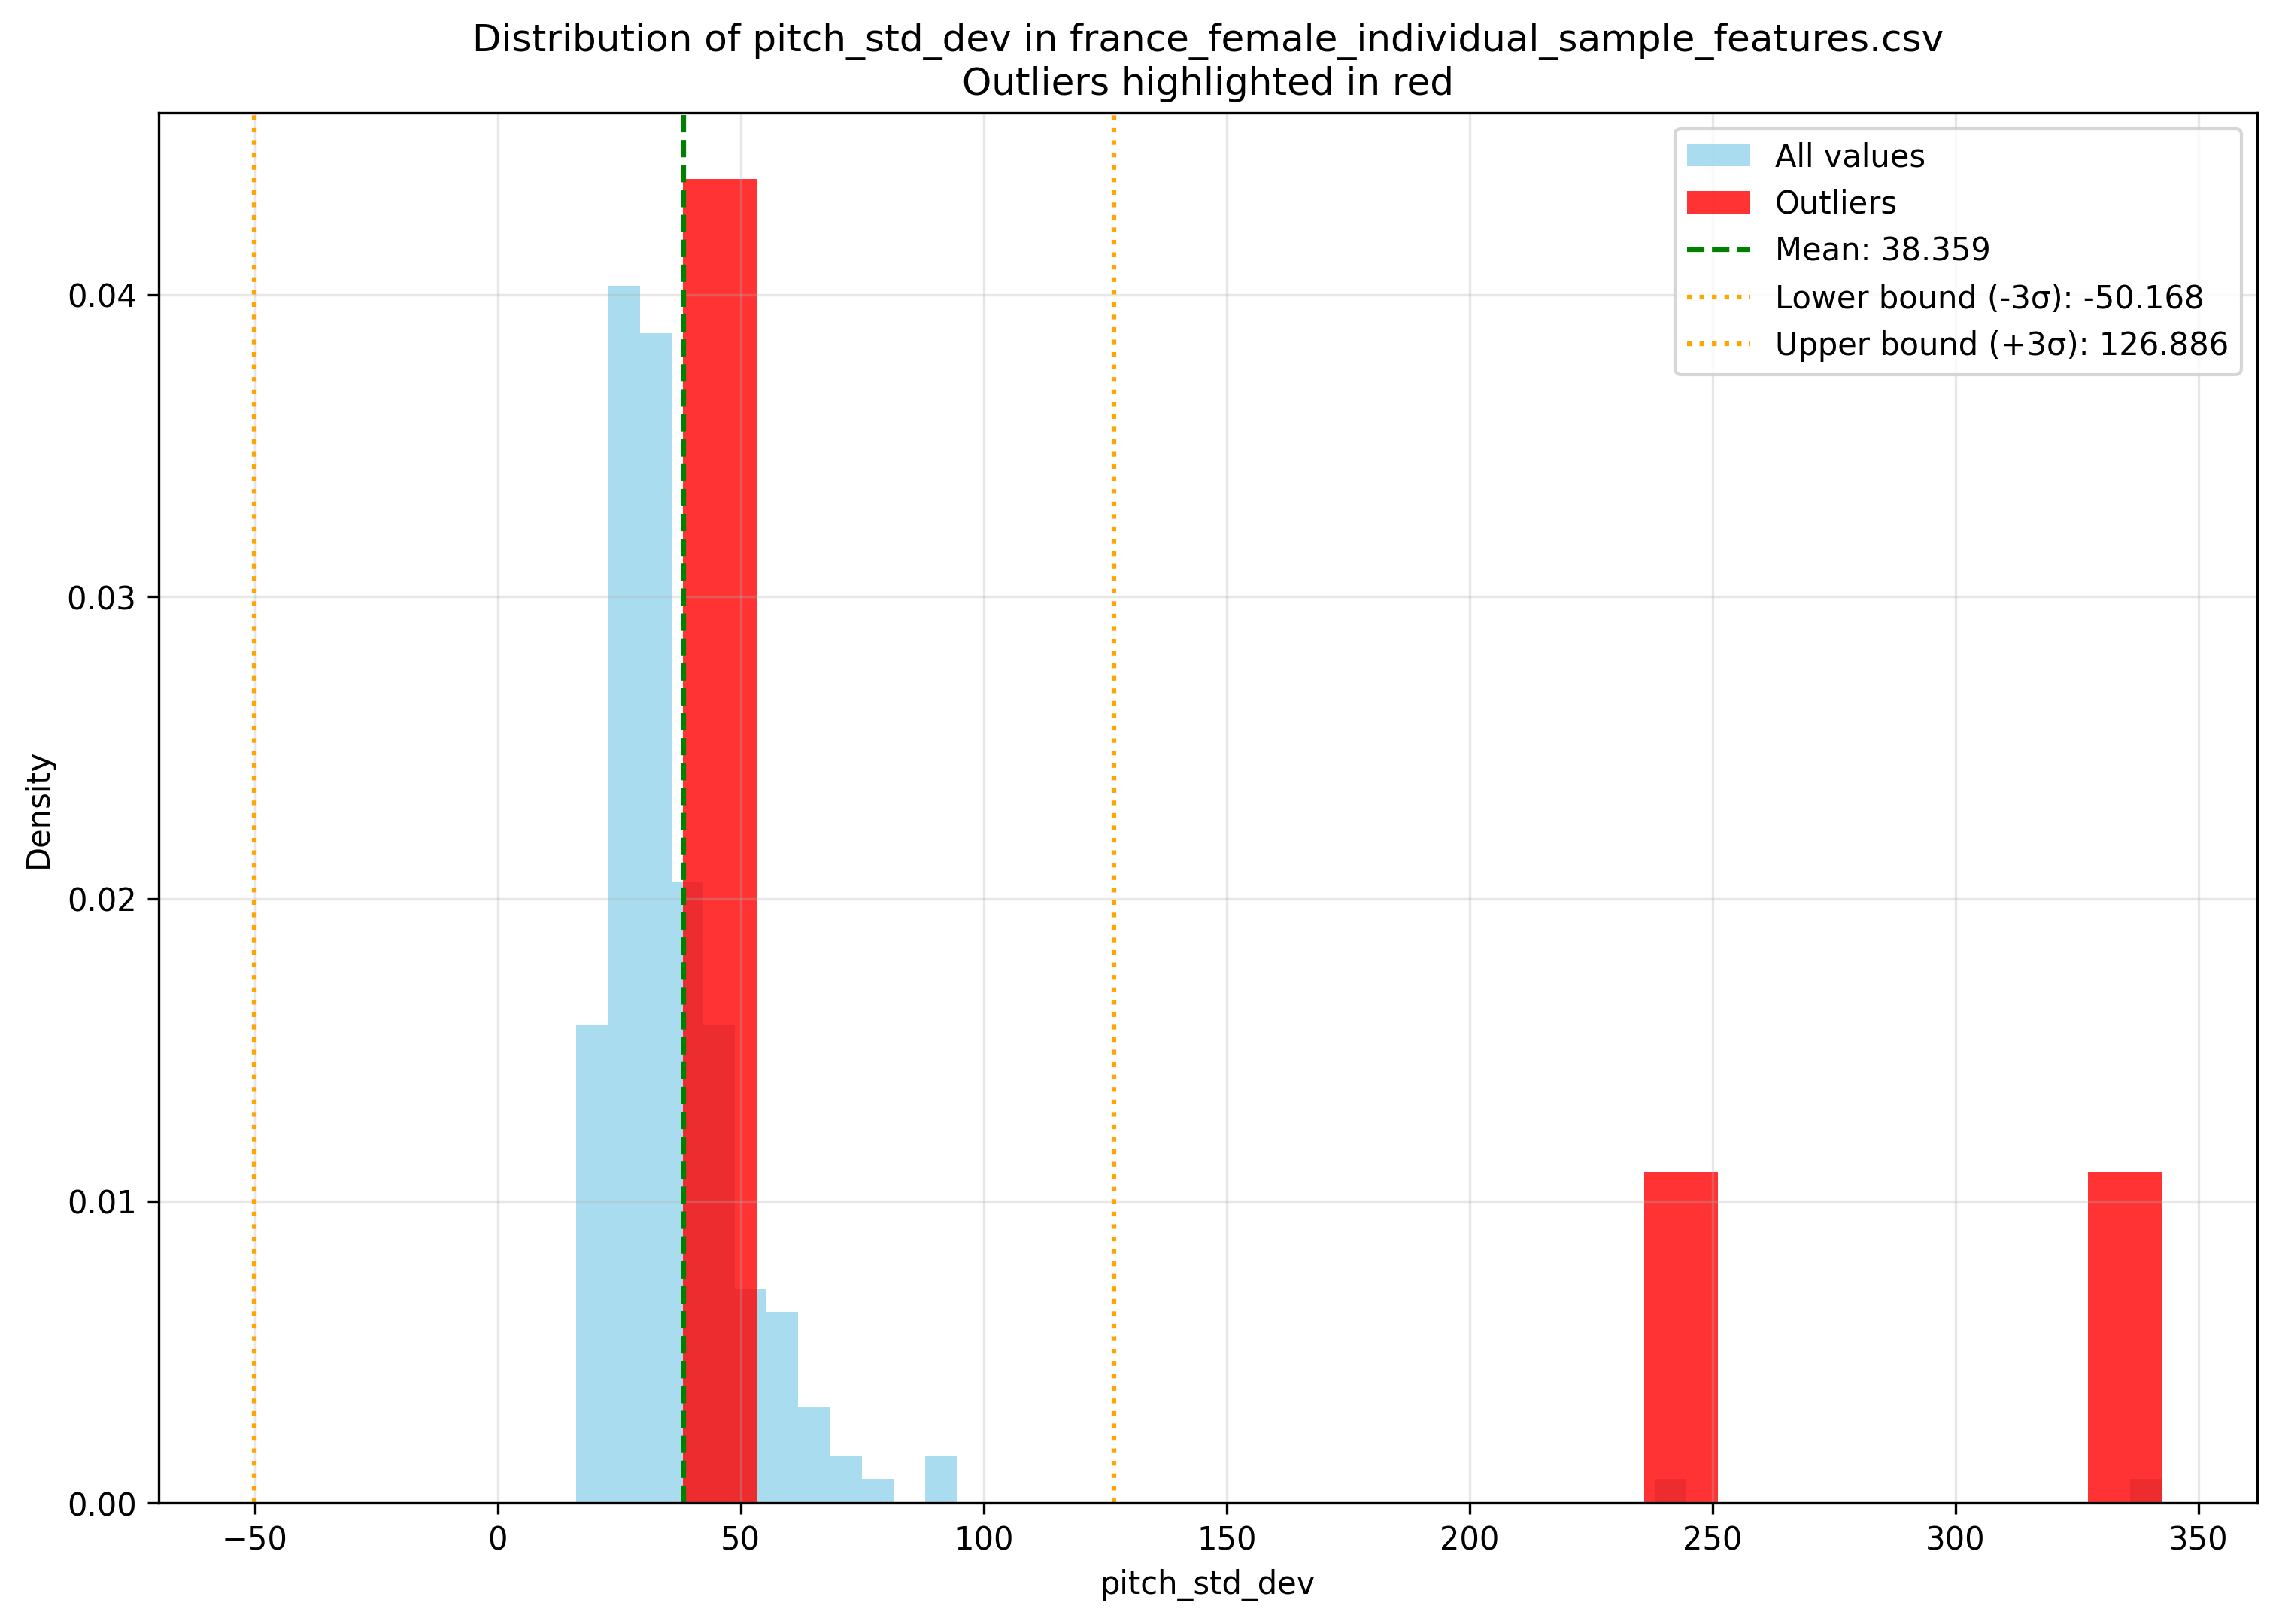 Distribution of pitch_std_dev in france_female_individual_sample_features.csv
Outliers highlighted in red
All values
Outliers
Mean: 38.359
Lower bound (-3σ): -50.168
Upper bound (+3σ): 126.886
Density
0.04
0.03
0.02
0.01
0.00
−50
0
50
100
150
200
250
300
350
pitch_std_dev